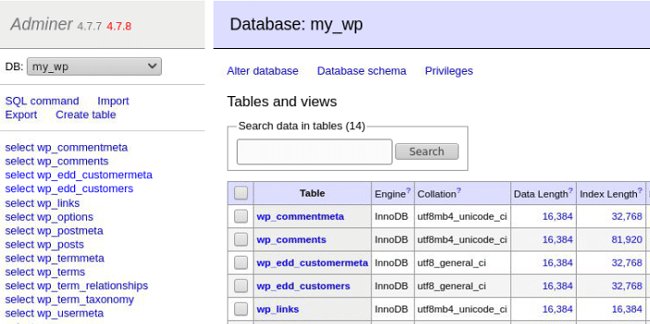 Adminer 4.7.7 4.7.8
DB: my_wp
SQL command Import
Export Create table
select wp_commentmeta
select wp_comments
select wp_edd_customermeta
select wp_edd_customers
select wp_links
select wp_options
select wp_postmeta
select wp_posts
select wp_termmeta
select wp_terms
select wp_term_relationships
select wp_term_taxonomy
select wp_usermeta
Database: my_wp
Alter database Database schema Privileges
Tables and views
Search data in tables (14)
Search
Table Engine? Collation? Data Length? Index Length?
wp_commentmeta InnoDB utf8mb4_unicode_ci 16,384 32,768
wp_comments InnoDB utf8mb4_unicode_ci 16,384 81,920
wp_edd_customermeta InnoDB utf8_general_ci 16,384 32,768
wp_edd_customers InnoDB utf8_general_ci 16,384 32,768
wp_links InnoDB utf8mb4_unicode_ci 16,384 16,384